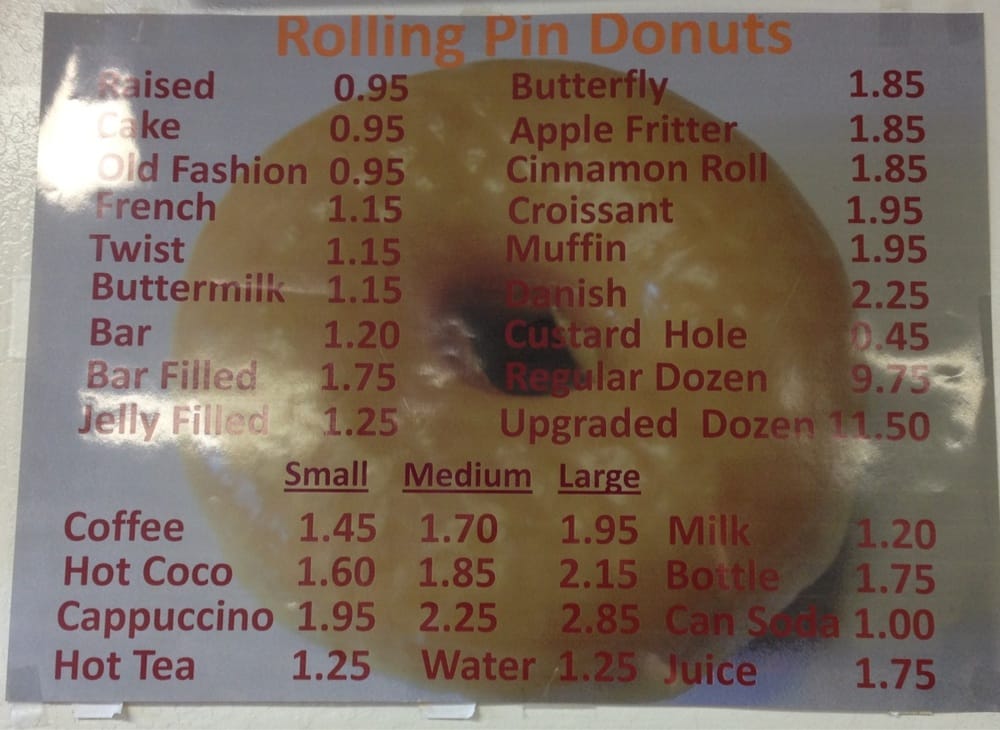 Rolling Pin Donuts
Raised 0.95 Butterfly 1.85
Cake 0.95 Apple Fritter 1.85
Old Fashion 0.95 Cinnamon Roll 1.85
French 1.15 Croissant 1.95
Twist 1.15 Muffin 1.95
Buttermilk 1.15 Danish 2.25
Bar 1.20 Custard Hole 0.45
Bar Filled 1.75 Regular Dozen 9.75
Jelly Filled 1.25 Upgraded Dozen 11.50
Small Medium Large
Coffee 1.45 1.70 1.95 Milk 1.20
Hot Coco 1.60 1.85 2.15 Bottle 1.75
Cappuccino 1.95 2.25 2.85 Can Soda 1.00
Hot Tea 1.25 Water 1.25 Juice 1.75